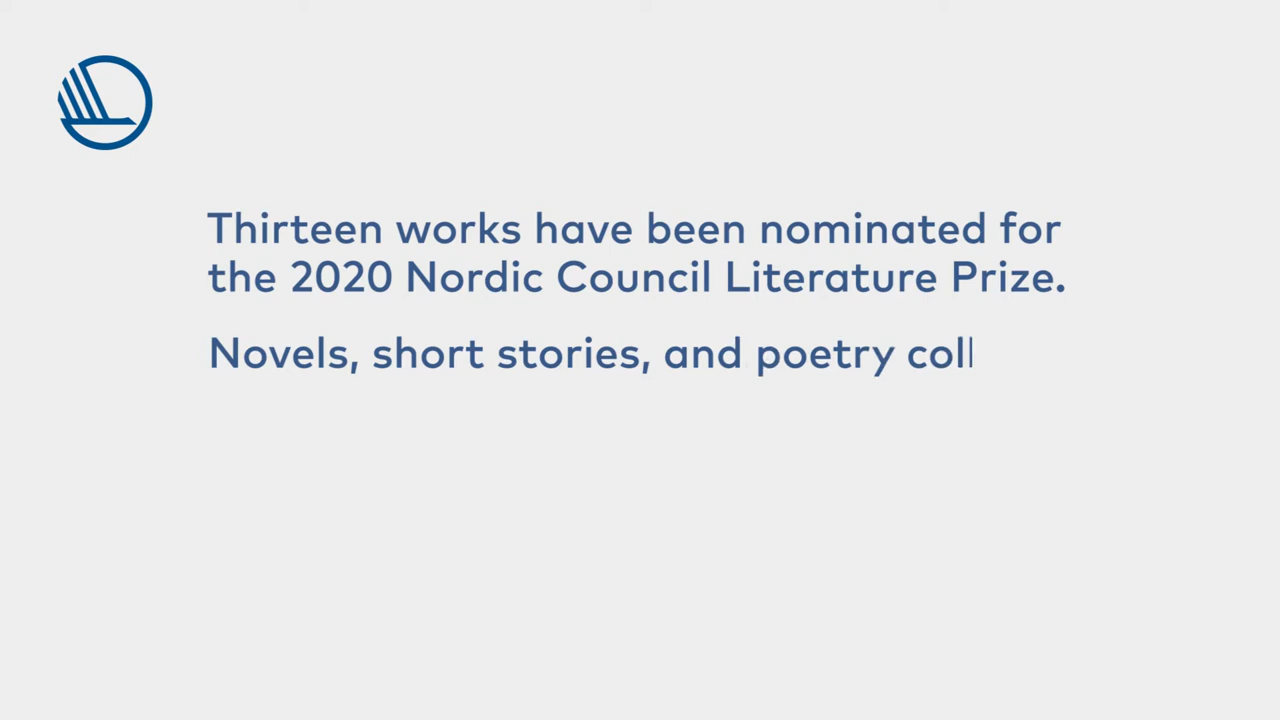 Thirteen works have been nominated for
the 2020 Nordic Council Literature Prize.
Novels, short stories, and poetry coll